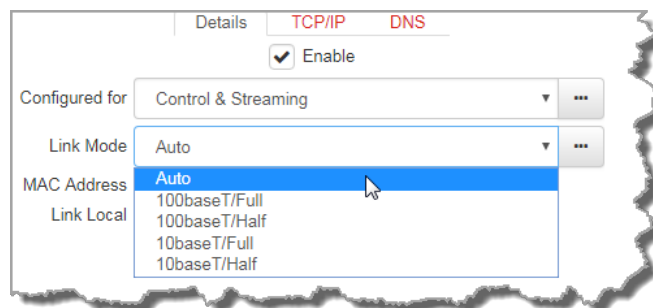 Details TCP/IP DNS
Enable
Configured for Control & Streaming
Link Mode Auto
MAC Address Auto
100baseT/Full
Link Local 100baseT/Half
10baseT/Full
10baseT/Half